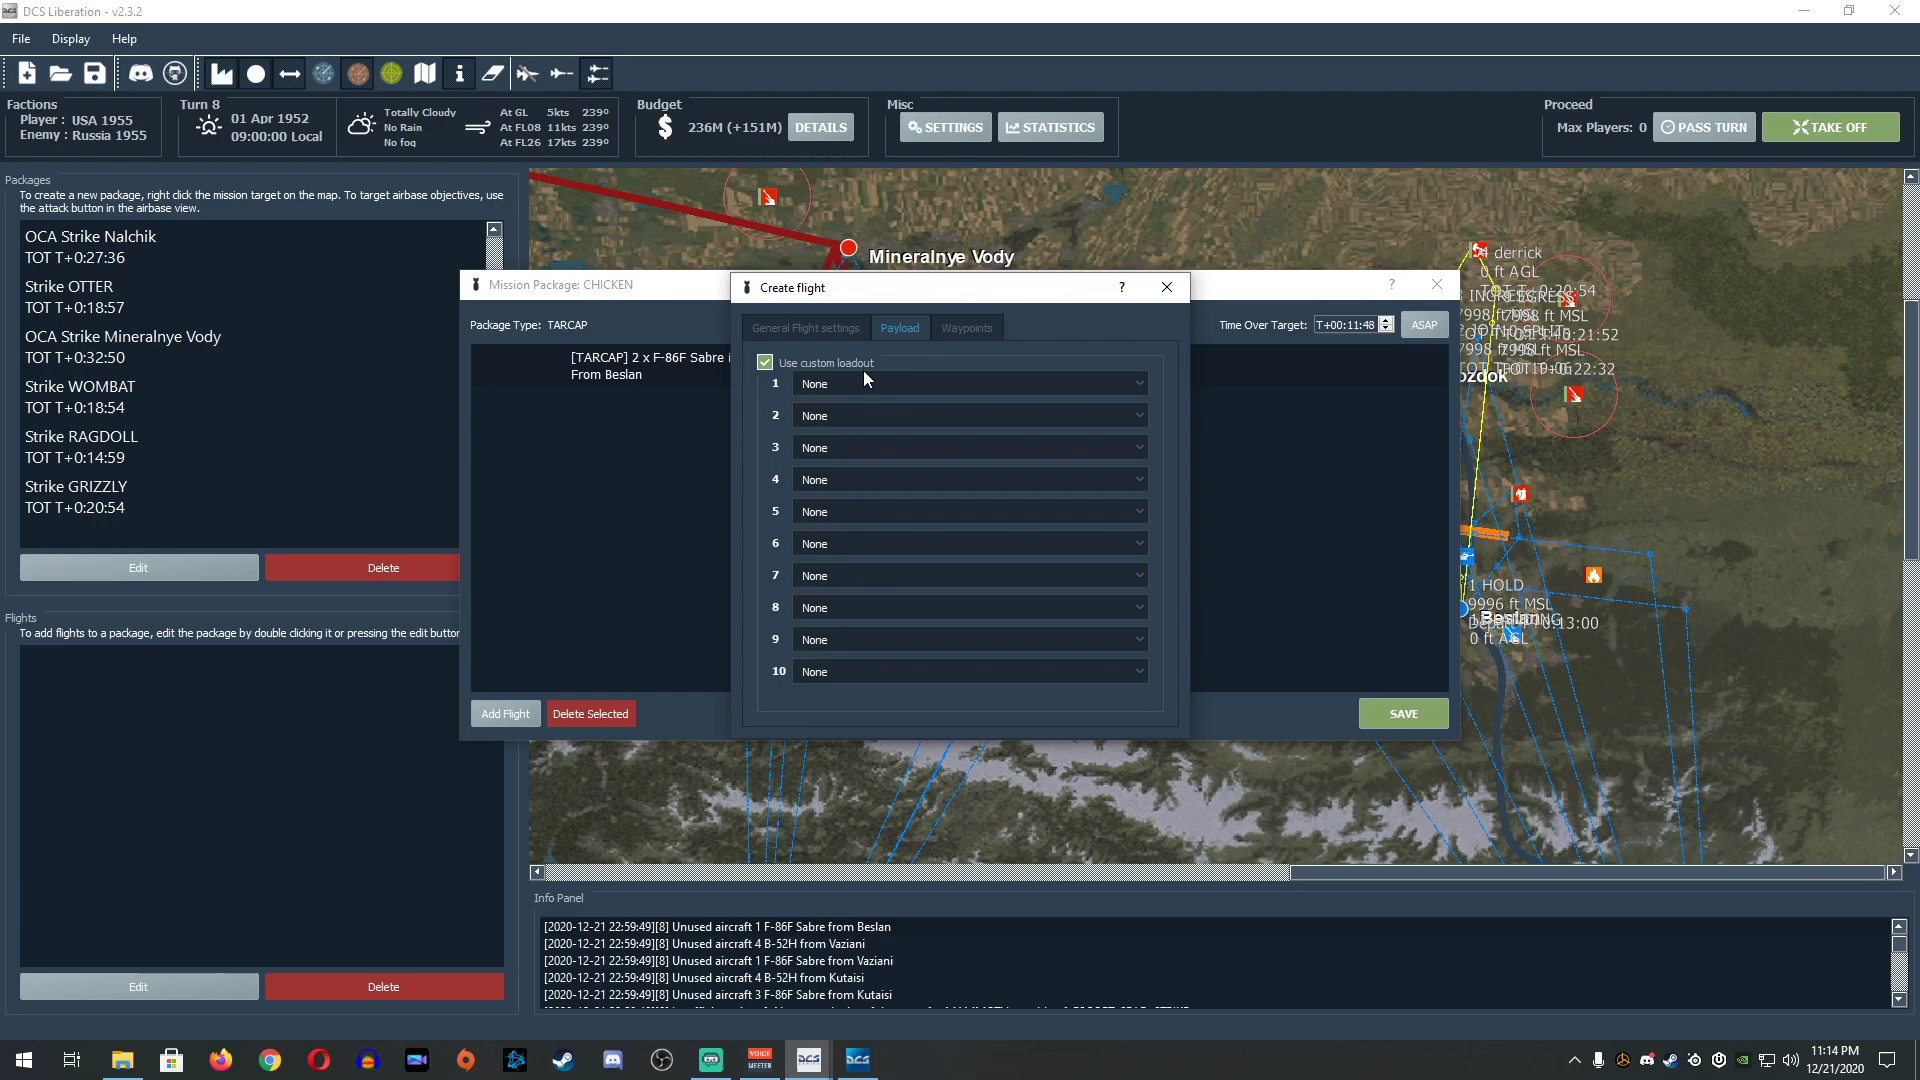 DCS Liberation - v2.3.2
File
Display
Help
Factions
Player : USA 1955
Enemy : Russia 1955
Turn 8
01 Apr 1952
09:00:00 Local
Totally Cloudy
No Rain
No fog
At GL 5kts 239º
At FL08 11kts 239º
At FL26 17kts 239º
Budget
236M (+151M)
DETAILS
Misc
SETTINGS
STATISTICS
Proceed
Max Players: 0
PASS TURN
TAKE OFF
Packages
To create a new package, right click the mission target on the map. To target airbase objectives, use
the attack button in the airbase view.
OCA Strike Nalchik
TOT T+0:27:36
Strike OTTER
TOT T+0:18:57
OCA Strike Mineralnye Vody
TOT T+0:32:50
Strike WOMBAT
TOT T+0:18:54
Strike RAGDOLL
TOT T+0:14:59
Strike GRIZZLY
TOT T+0:20:54
Edit
Delete
Flights
To add flights to a package, edit the package by double clicking it or pressing the edit button
Edit
Delete
Mineralnye Vody
derrick
0 ft AGL
TOT T+0:20:54
ozdok
1 HOLD
9996 ft MSL
Beslan
0 ft AGL
Mission Package: CHICKEN
?
Package Type: TARCAP
Time Over Target:
T+00:11:48
ASAP
[TARCAP] 2 x F-86F Sabre i
From Beslan
Add Flight
Delete Selected
SAVE
Create flight
?
General Flight settings
Payload
Waypoints
Use custom loadout
1 None
2 None
3 None
4 None
5 None
6 None
7 None
8 None
9 None
10 None
Info Panel
[2020-12-21 22:59:49][8] Unused aircraft 1 F-86F Sabre from Beslan
[2020-12-21 22:59:49][8] Unused aircraft 4 B-52H from Vaziani
[2020-12-21 22:59:49][8] Unused aircraft 1 F-86F Sabre from Vaziani
[2020-12-21 22:59:49][8] Unused aircraft 4 B-52H from Kutaisi
[2020-12-21 22:59:49][8] Unused aircraft 3 F-86F Sabre from Kutaisi
VOICE
MEETER
DCS
DCS
11:14 PM
12/21/2020